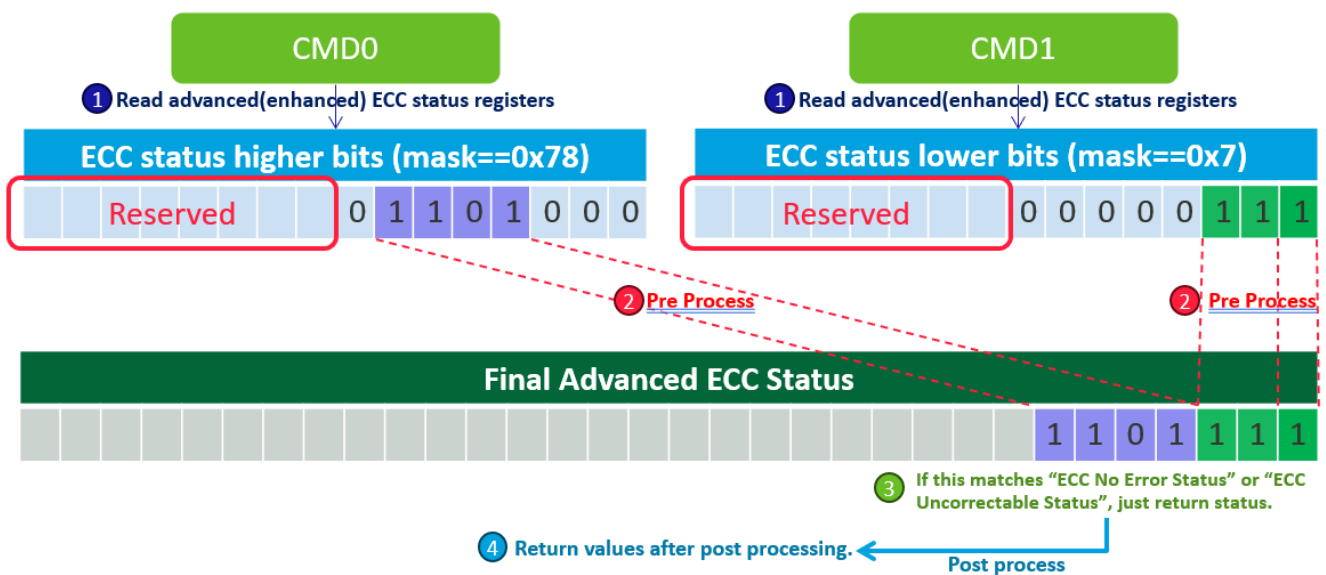 CMD0
CMD1
1 Read advanced(enhanced) ECC status registers
1 Read advanced(enhanced) ECC status registers
ECC status higher bits (mask==0x78)
ECC status lower bits (mask==0x7)
Reserved 0 1 1 0 1 0 0 0
Reserved 0 0 0 0 0 1 1 1
2 Pre Process
2 Pre Process
Final Advanced ECC Status
1 1 0 1 1 1 1
3 If this matches “ECC No Error Status” or “ECC
Uncorrectable Status”, just return status.
4 Return values after post processing.
Post process